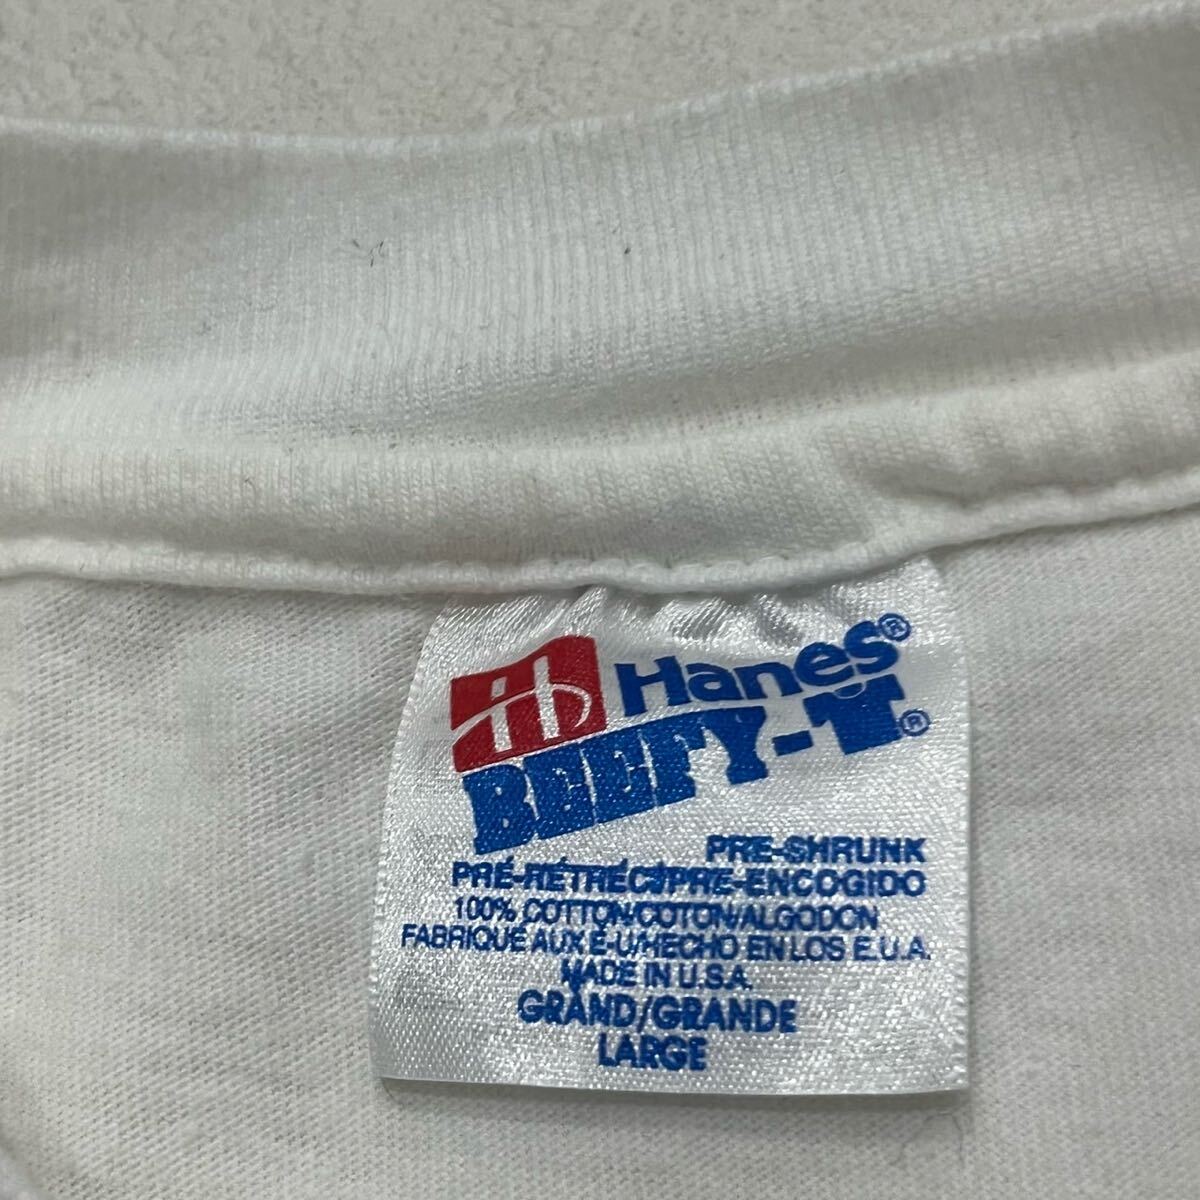 Hanes®
BEEFY-T®
PRE-SHRUNK
PRÉ-RÉTRÉCI/PRE-ENCOGIDO
100% COTTON/COTON/ALGODON
FABRIQUE AUX É-U/HECHO EN LOS E.U.A.
MADE IN U.S.A.
GRAND/GRANDE
LARGE